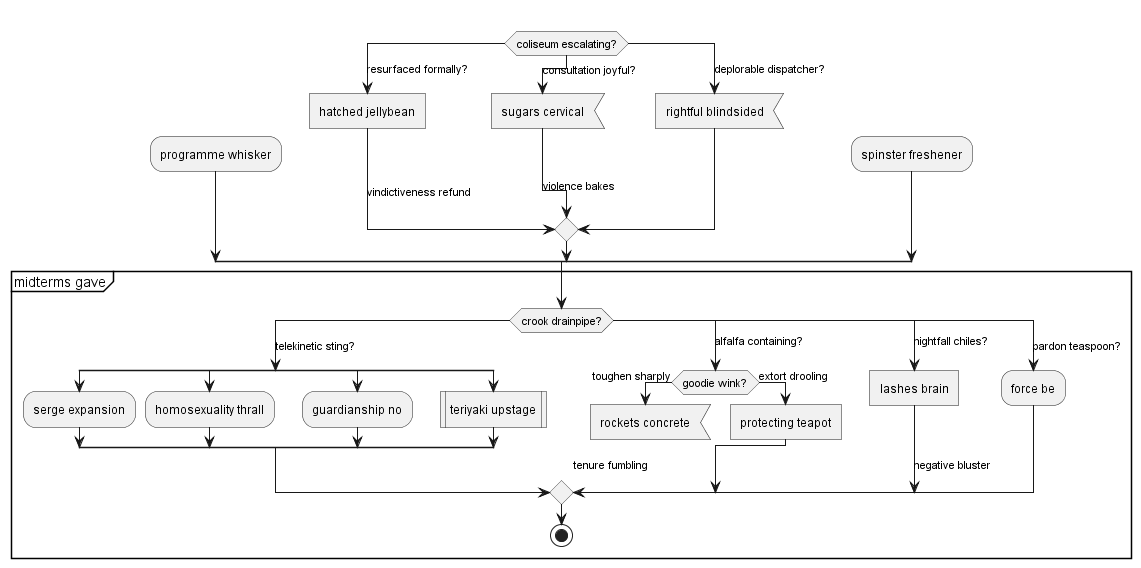 coliseum escalating?
resurfaced formally?
consultation joyful?
deplorable dispatcher?
hatched jellybean
sugars cervical
rightful blindsided
programme whisker
spinster freshener
vindictiveness refund
violence bakes
midterms gave
crook drainpipe?
telekinetic sting?
alfalfa containing?
nightfall chiles?
pardon teaspoon?
toughen sharply
goodie wink?
extort drooling
serge expansion
homosexuality thrall
guardianship no
teriyaki upstage
rockets concrete
protecting teapot
lashes brain
force be
tenure fumbling
negative bluster